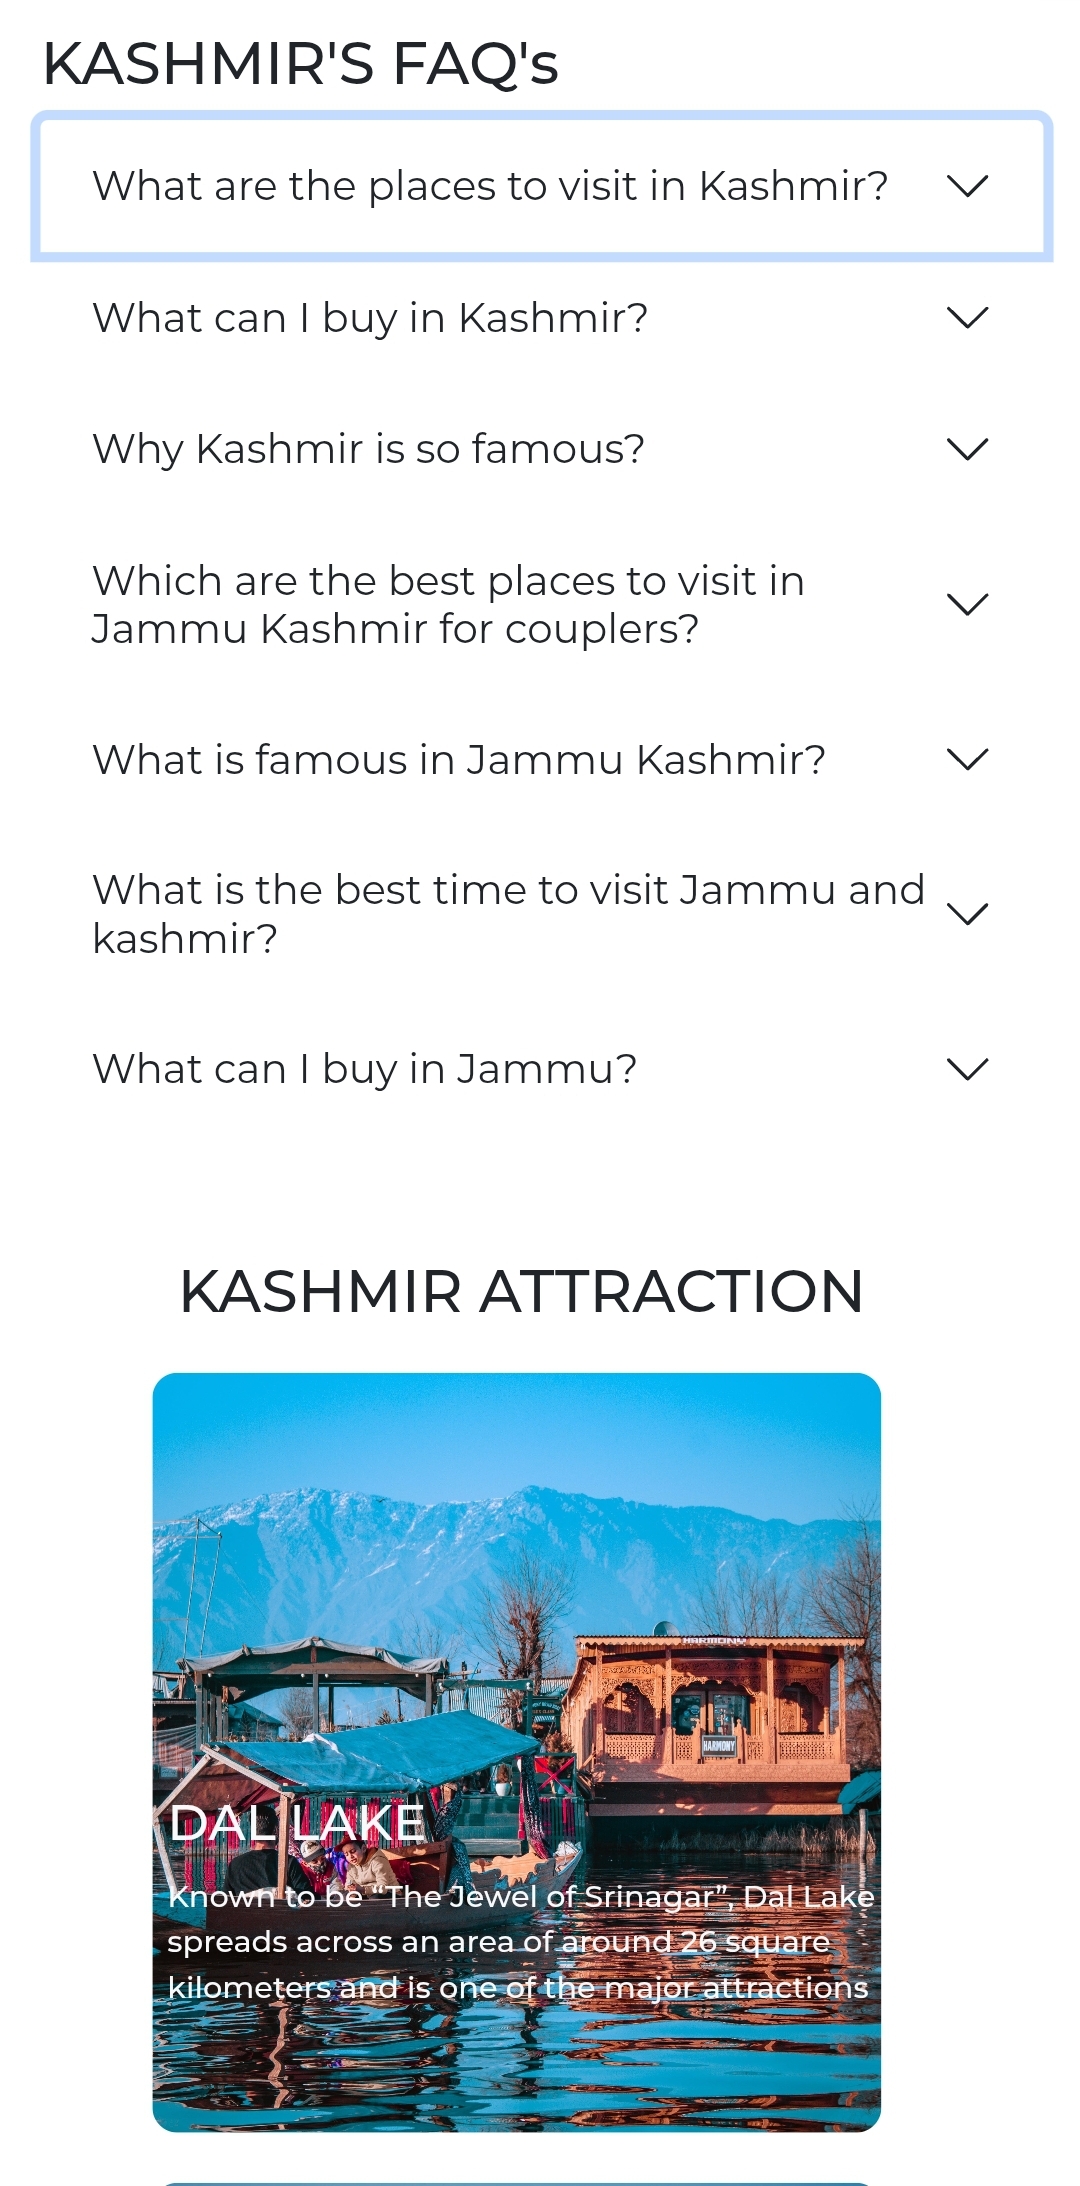 KASHMIR'S FAQ's
What are the places to visit in Kashmir?
What can I buy in Kashmir?
Why Kashmir is so famous?
Which are the best places to visit in
Jammu Kashmir for couplers?
What is famous in Jammu Kashmir?
What is the best time to visit Jammu and
kashmir?
What can I buy in Jammu?
KASHMIR ATTRACTION
HARMONY
HARMONY
DAL LAKE
Known to be “The Jewel of Srinagar”, Dal Lake
spreads across an area of around 26 square
kilometers and is one of the major attractions